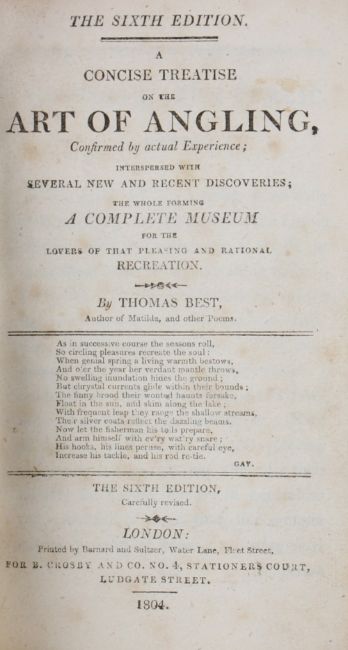 THE SIXTH EDITION.
A
CONCISE TREATISE
ON THE
ART OF ANGLING,
Confirmed by actual Experience;
INTERSPERSED WITH
SEVERAL NEW AND RECENT DISCOVERIES;
THE WHOLE FORMING
A COMPLETE MUSEUM
FOR THE
LOVERS OF THAT PLEASING AND RATIONAL
RECREATION.
By THOMAS BEST,
Author of Matilda, and other Poems.
As in successive course the seasons roll,
So circling pleasures recreate the soul:
When genial spring a living warmth bestows,
And o'er the year her verdant mantle throws,
No swelling inundation hides the ground;
But chrystal currents glide within their bounds;
The finny brood their wonted haunts forsake,
Float in the sun, and skim along the lake;
With frequent leap they range the shallow streams,
Their silver coats reflect the dazzling beams.
Now let the fisherman his toils prepare,
And arm himself with ev'ry wat'ry snare;
His hooks, his lines peruse, with careful eye,
Increase his tackle, and his rod re-tie.
GAY.
THE SIXTH EDITION,
Carefully revised.
LONDON:
Printed by Barnard and Sultzer, Water Lane, Fleet Street,
FOR B. CROSBY AND CO. NO. 4, STATIONERS COURT,
LUDGATE STREET.
1804.